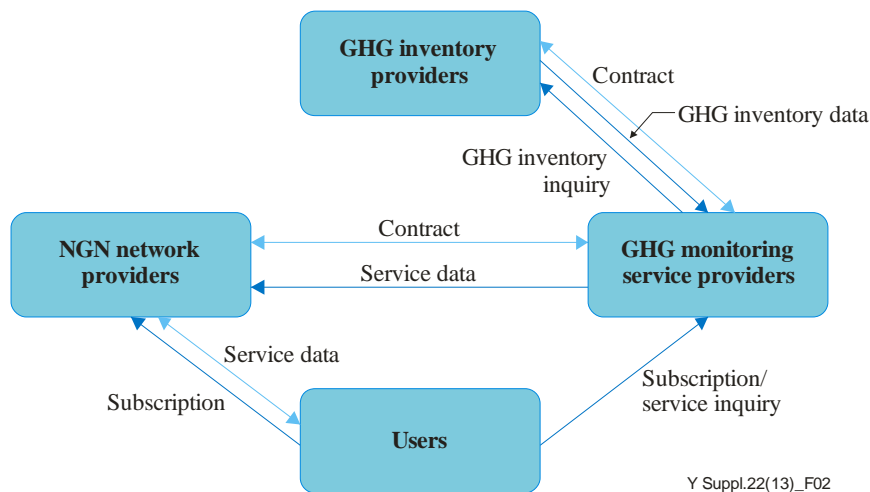 GHG inventory
providers
Contract
GHG inventory data
GHG inventory
inquiry
NGN network
providers
Contract
Service data
GHG monitoring
service providers
Service data
Subscription
Subscription/
service inquiry
Users
Y Suppl.22(13)_F02